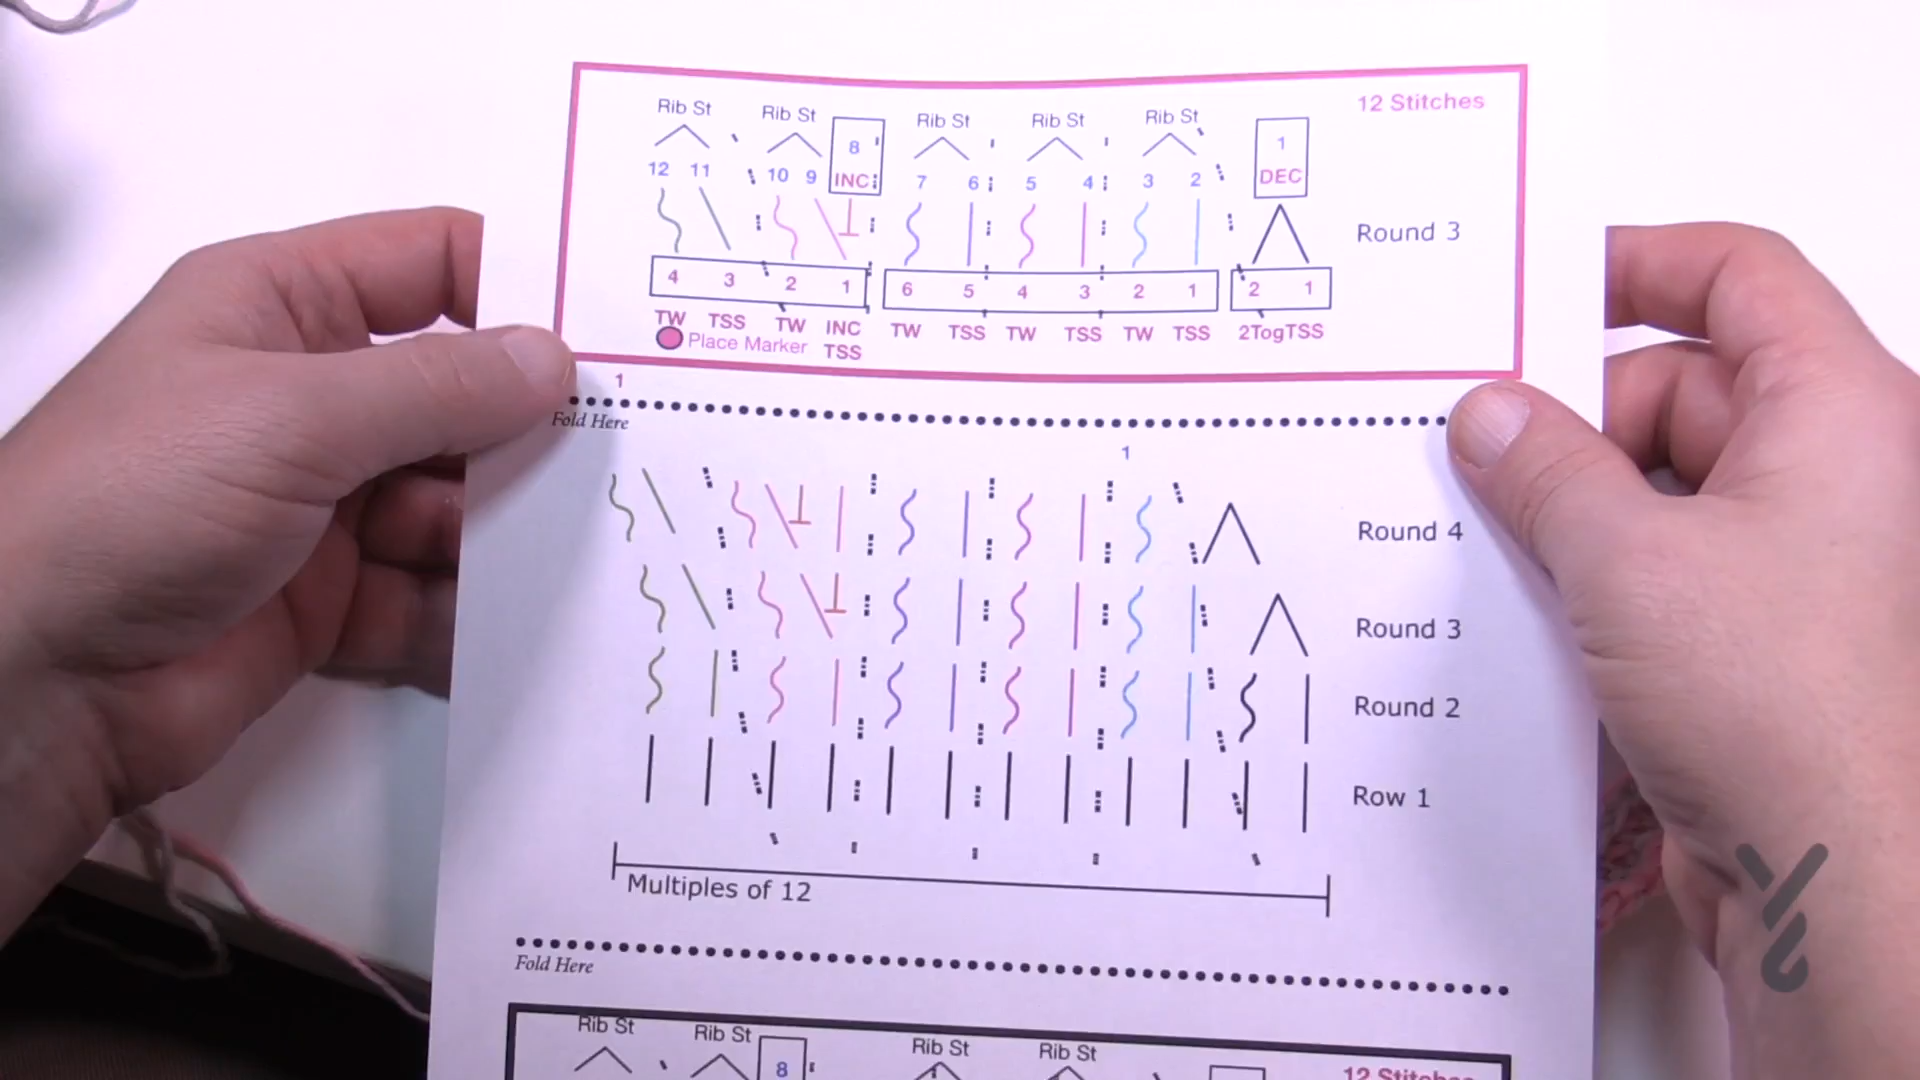 Rib St Rib St Rib St Rib St Rib St 12 Stitches
12 11 10 9 8 7 6 5 4 3 2 1
INC DEC
Round 3
4 3 2 1 6 5 4 3 2 1 2 1
TW TSS TW INC TW TSS TW TSS TW TSS 2TogTSS
Place Marker TSS
1
Fold Here
1
Round 4
Round 3
Round 2
Row 1
Multiples of 12
Fold Here
Rib St Rib St Rib St Rib St
8 12 Stitches